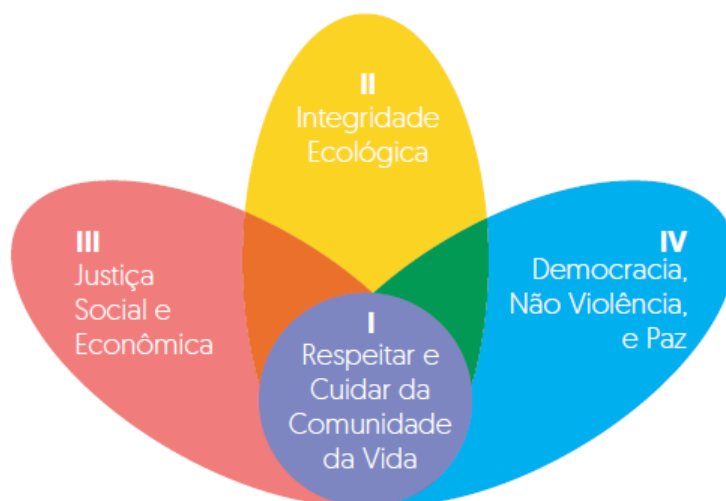 II
Integridade
Ecológica
III
Justiça
Social e
Econômica
I
Respeitar e
Cuidar da
Comunidade
da Vida
IV
Democracia,
Não Violência,
e Paz